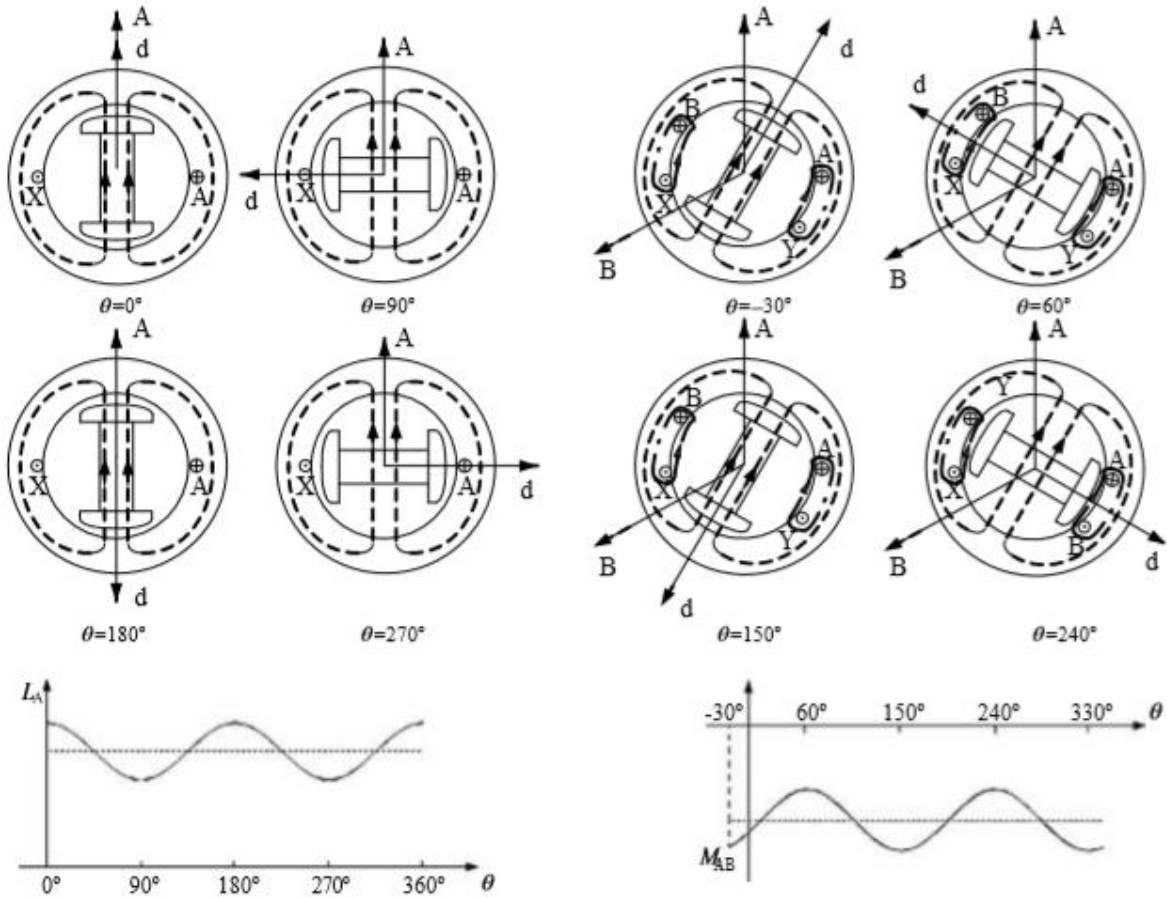 A A A A
d d
d
B B
X A X A X A X A
d
Y Y
B B
θ=0° θ=90° θ=–30° θ=60°
A A A A
B Y
X A X A X A X A
d
Y B
B B
d d d
θ=180° θ=270° θ=150° θ=240°
L_A
-30° 60° 150° 240° 330° θ
M_AB
0° 90° 180° 270° 360° θ